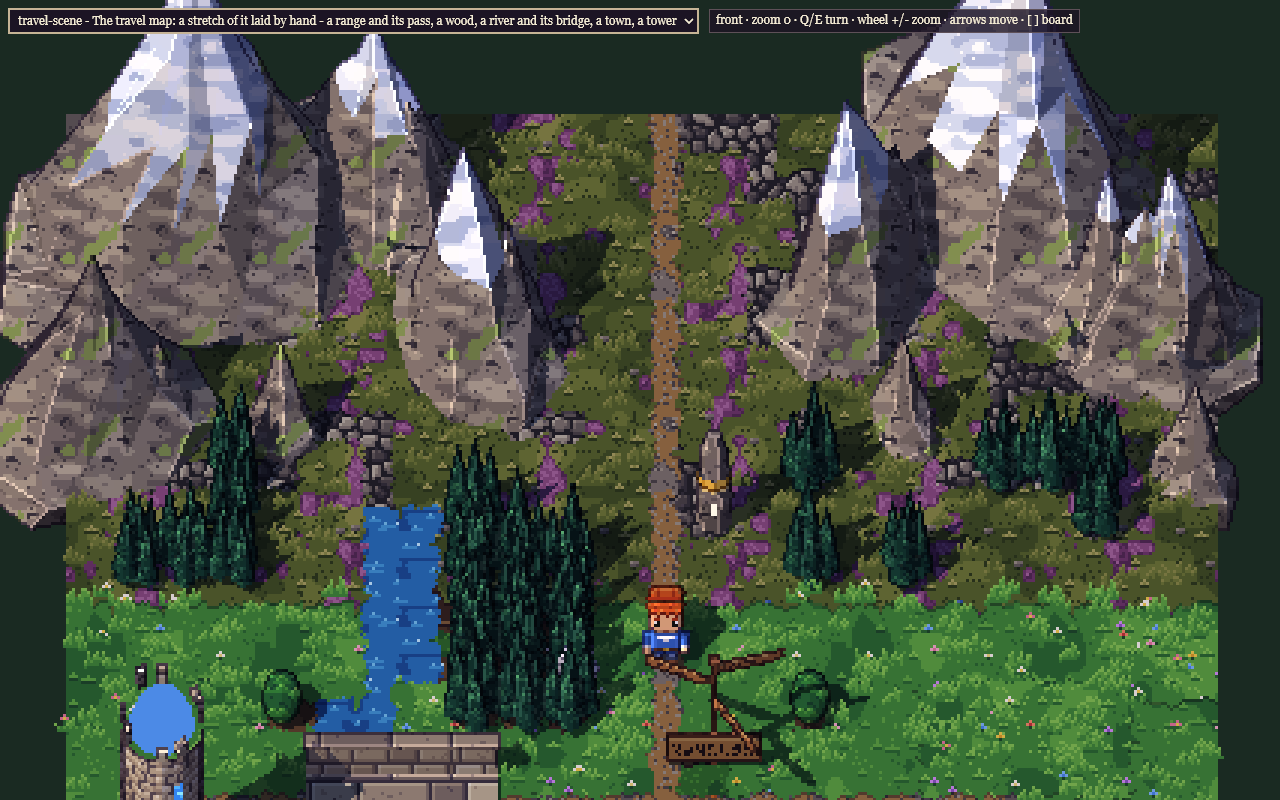 travel-scene - The travel map: a stretch of it laid by hand - a range and its pass, a wood, a river and its bridge, a town, a tower
front · zoom 0 · Q/E turn · wheel +/- zoom · arrows move · [ ] board